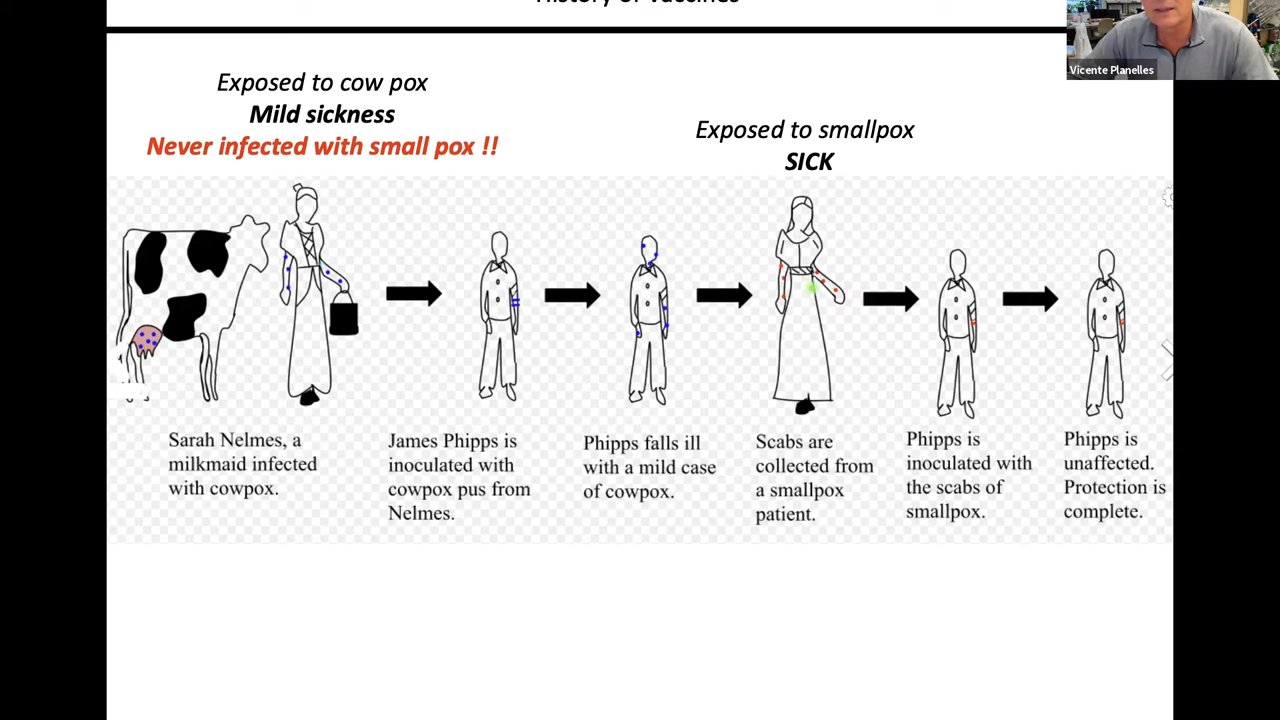 History of Vaccines
Vicente Planelles
Exposed to cow pox
Mild sickness
Never infected with small pox !!
Exposed to smallpox
SICK
Sarah Nelmes, a
milkmaid infected
with cowpox.
James Phipps is
inoculated with
cowpox pus from
Nelmes.
Phipps falls ill
with a mild case
of cowpox.
Scabs are
collected from
a smallpox
patient.
Phipps is
inoculated with
the scabs of
smallpox.
Phipps is
unaffected.
Protection is
complete.